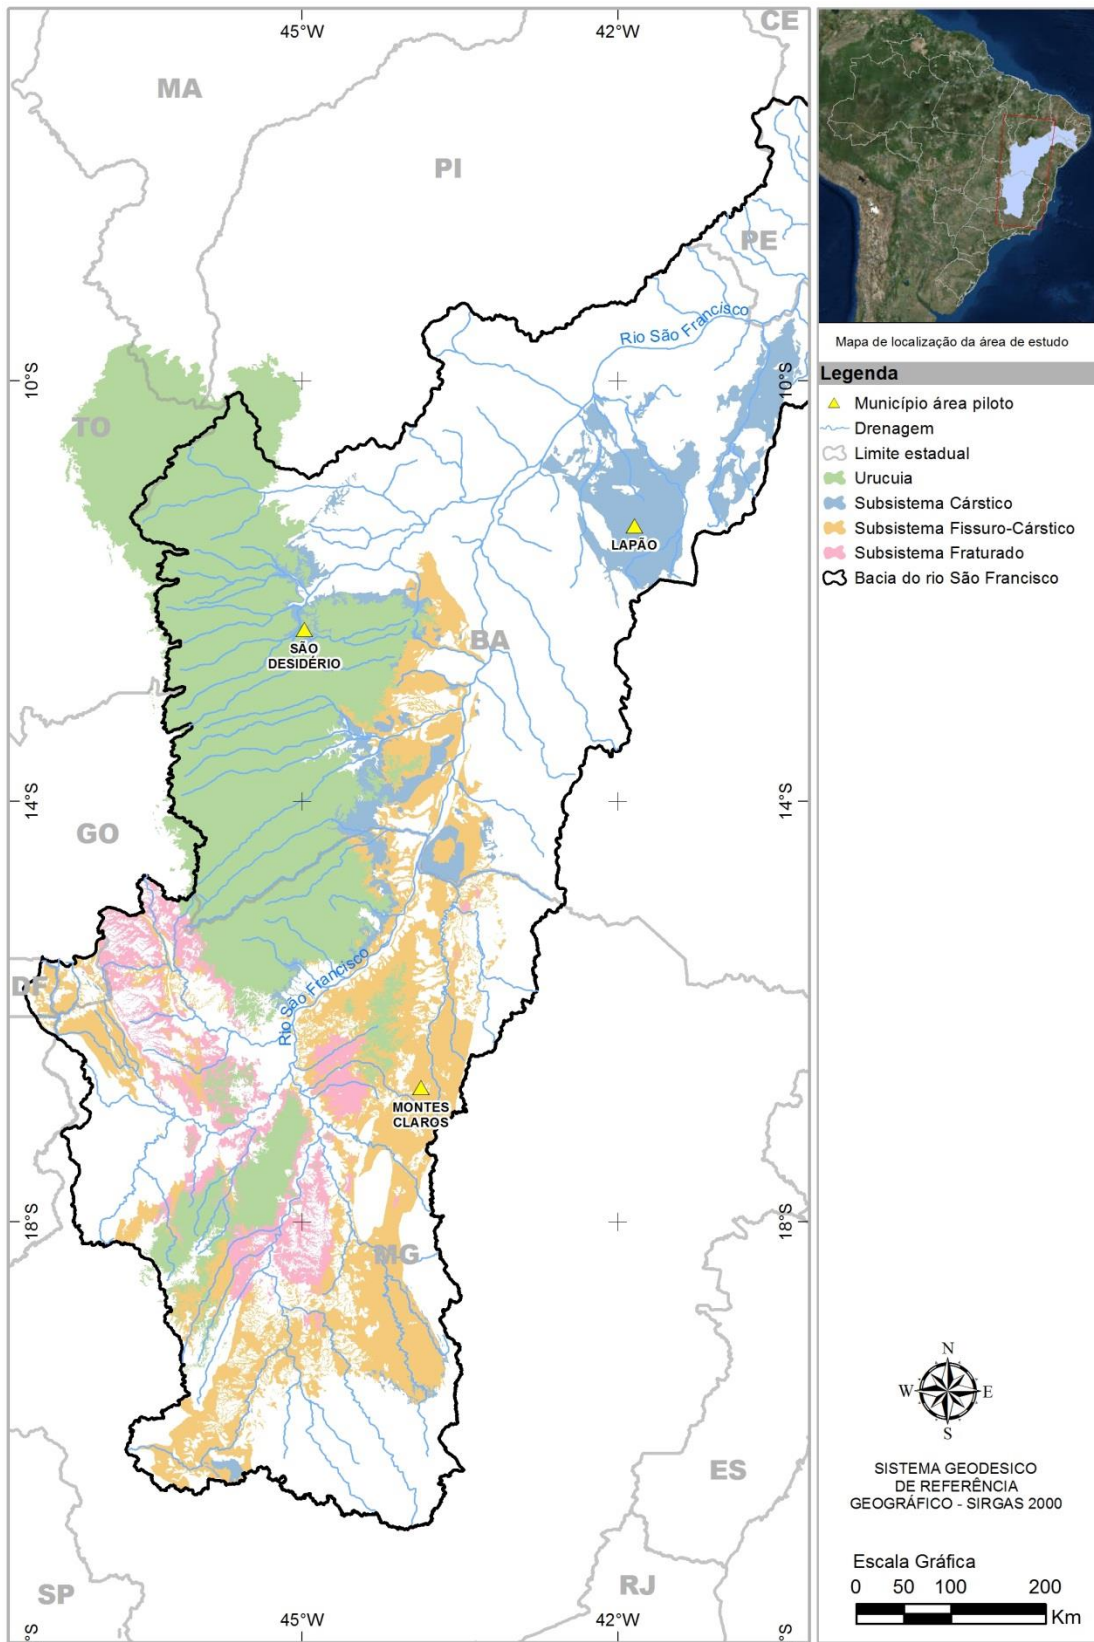 45°W
42°W
CE
MA
PI
PE
Rio São Francisco
10°S
10°S
TO
LAPÃO
BA
SÃO
DESIDÉRIO
14°S
14°S
GO
DF
Rio São Francisco
MONTES
CLAROS
18°S
18°S
MG
ES
SP
RJ
45°W
42°W
°S
°S
Mapa de localização da área de estudo
Legenda
Município área piloto
Drenagem
Limite estadual
Urucuia
Subsistema Cárstico
Subsistema Fissuro-Cárstico
Subsistema Fraturado
Bacia do rio São Francisco
N
W
E
S
SISTEMA GEODESICO
DE REFERÊNCIA
GEOGRÁFICO - SIRGAS 2000
Escala Gráfica
0 50 100 200
Km